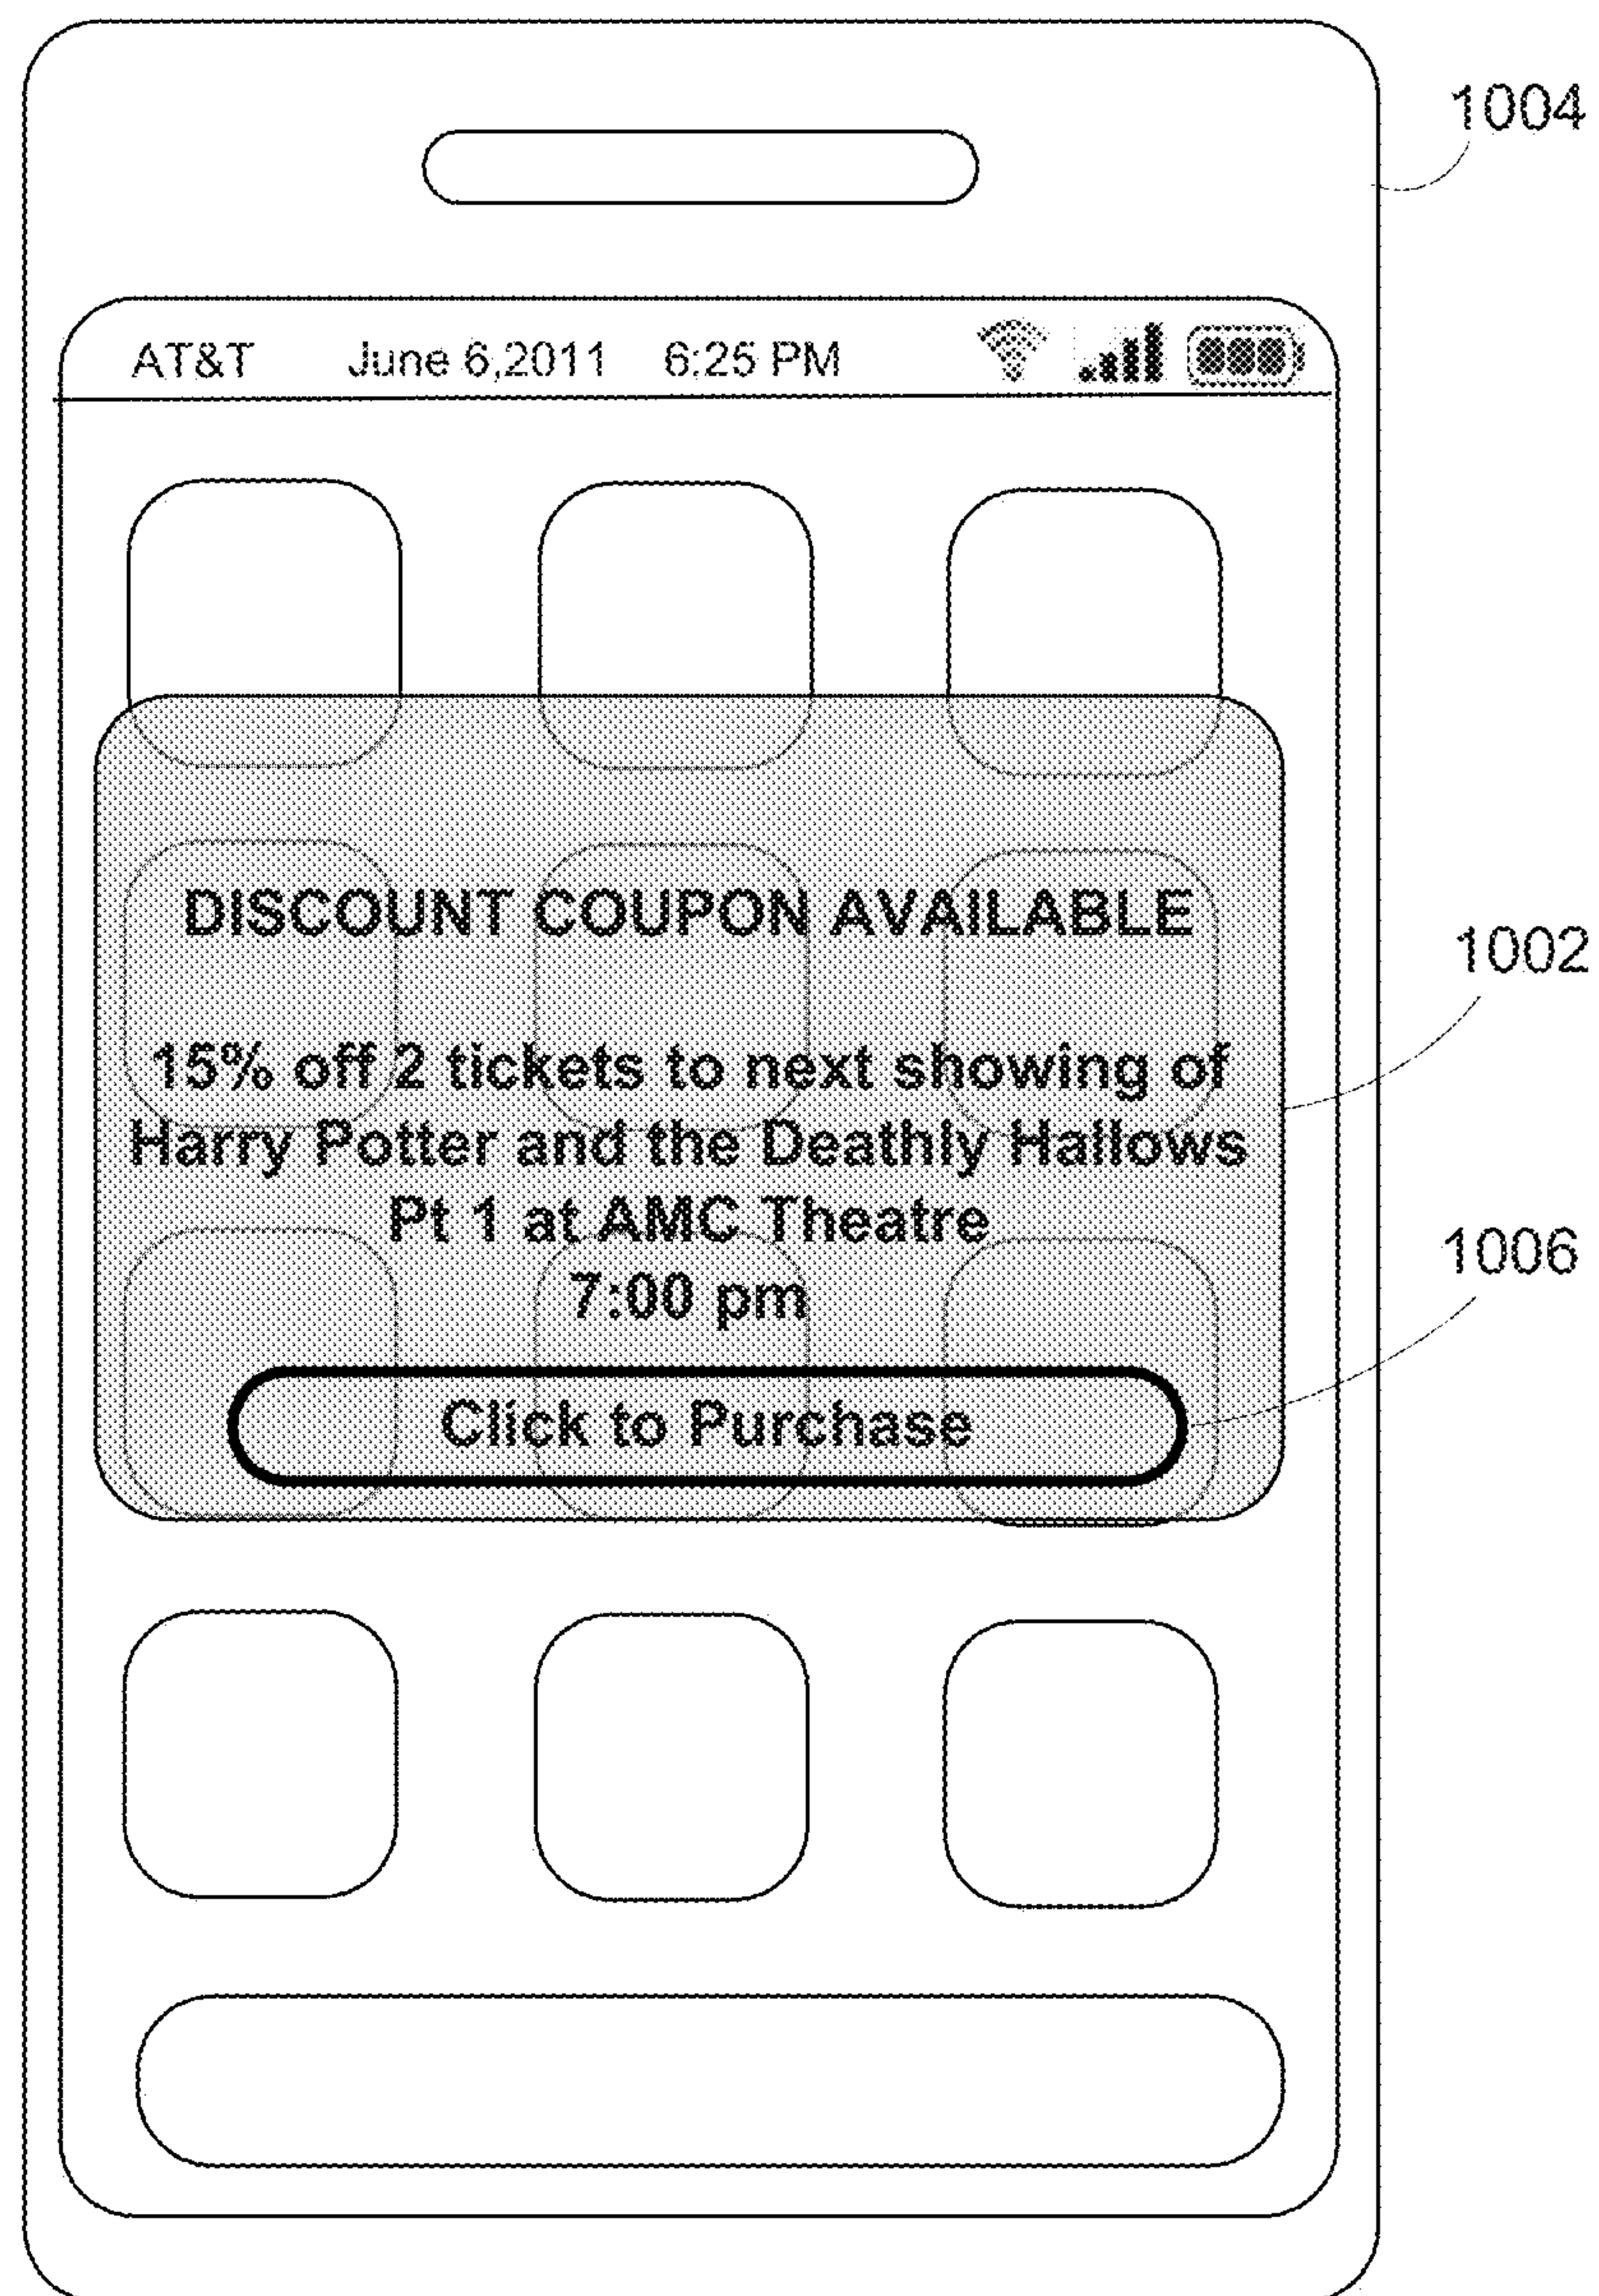 1004
AT&T June 6,2011 6:25 PM
DISCOUNT COUPON AVAILABLE
1002
15% off 2 tickets to next showing of
Harry Potter and the Deathly Hallows
Pt 1 at AMC Theatre
1006
7:00 pm
Click to Purchase